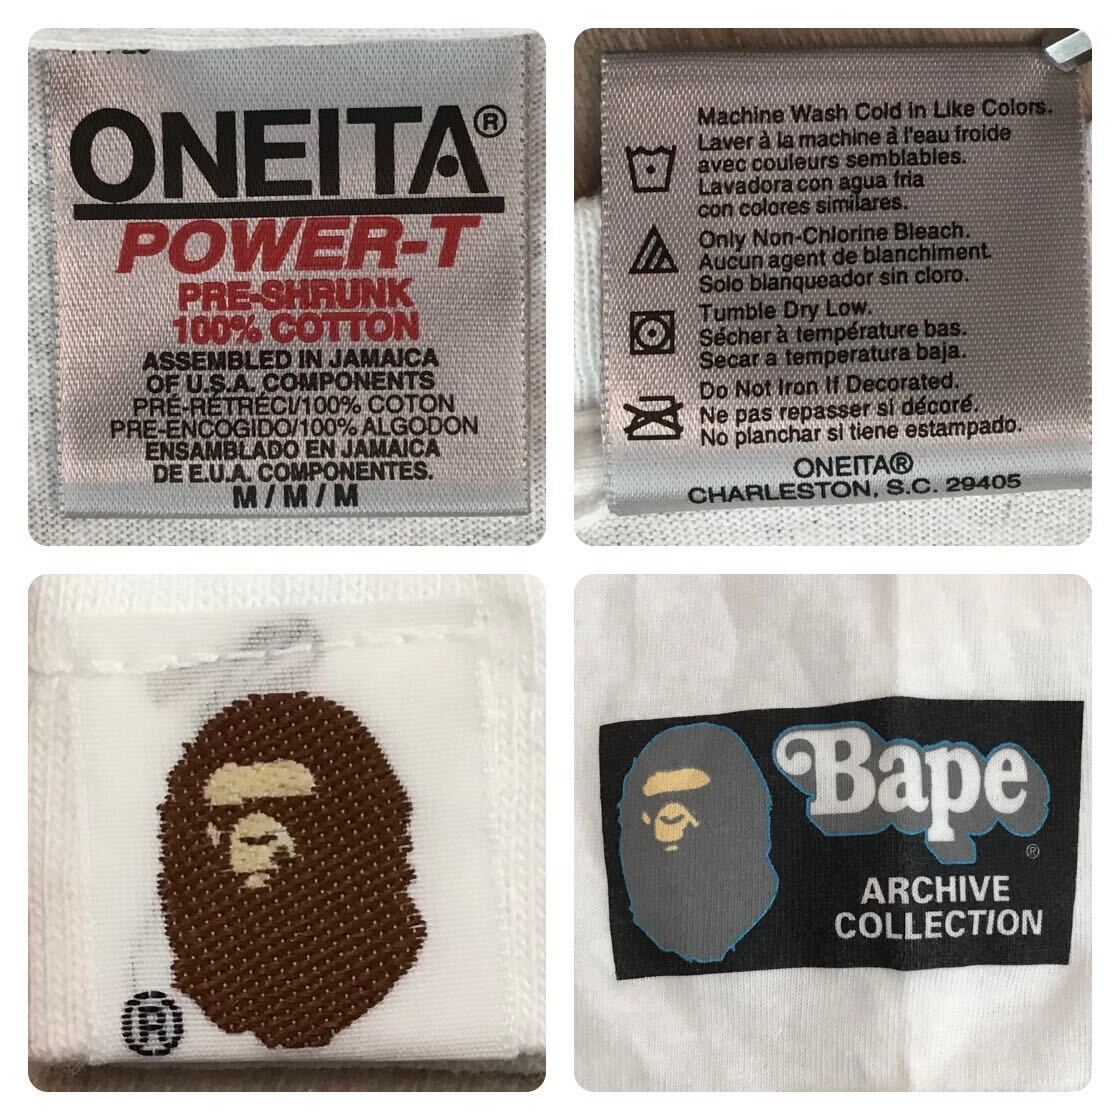 ONEITA®
POWER-T
PRE-SHRUNK
100% COTTON
ASSEMBLED IN JAMAICA
OF U.S.A. COMPONENTS
PRÉ-RÉTRÉCI/100% COTON
PRE-ENCOGIDO/100% ALGODON
ENSAMBLADO EN JAMAICA
DE E.U.A. COMPONENTES.
M / M / M
Machine Wash Cold in Like Colors.
Laver à la machine à l'eau froide
avec couleurs semblables.
Lavadora con agua fria
con colores similares.
Only Non-Chlorine Bleach.
Aucun agent de blanchiment.
Solo blanqueador sin cloro.
Tumble Dry Low.
Sécher à température bas.
Secar a temperatura baja.
Do Not Iron If Decorated.
Ne pas repasser si décoré.
No planchar si tiene estampado.
ONEITA®
CHARLESTON, S.C. 29405
®
Bape
®
ARCHIVE
COLLECTION